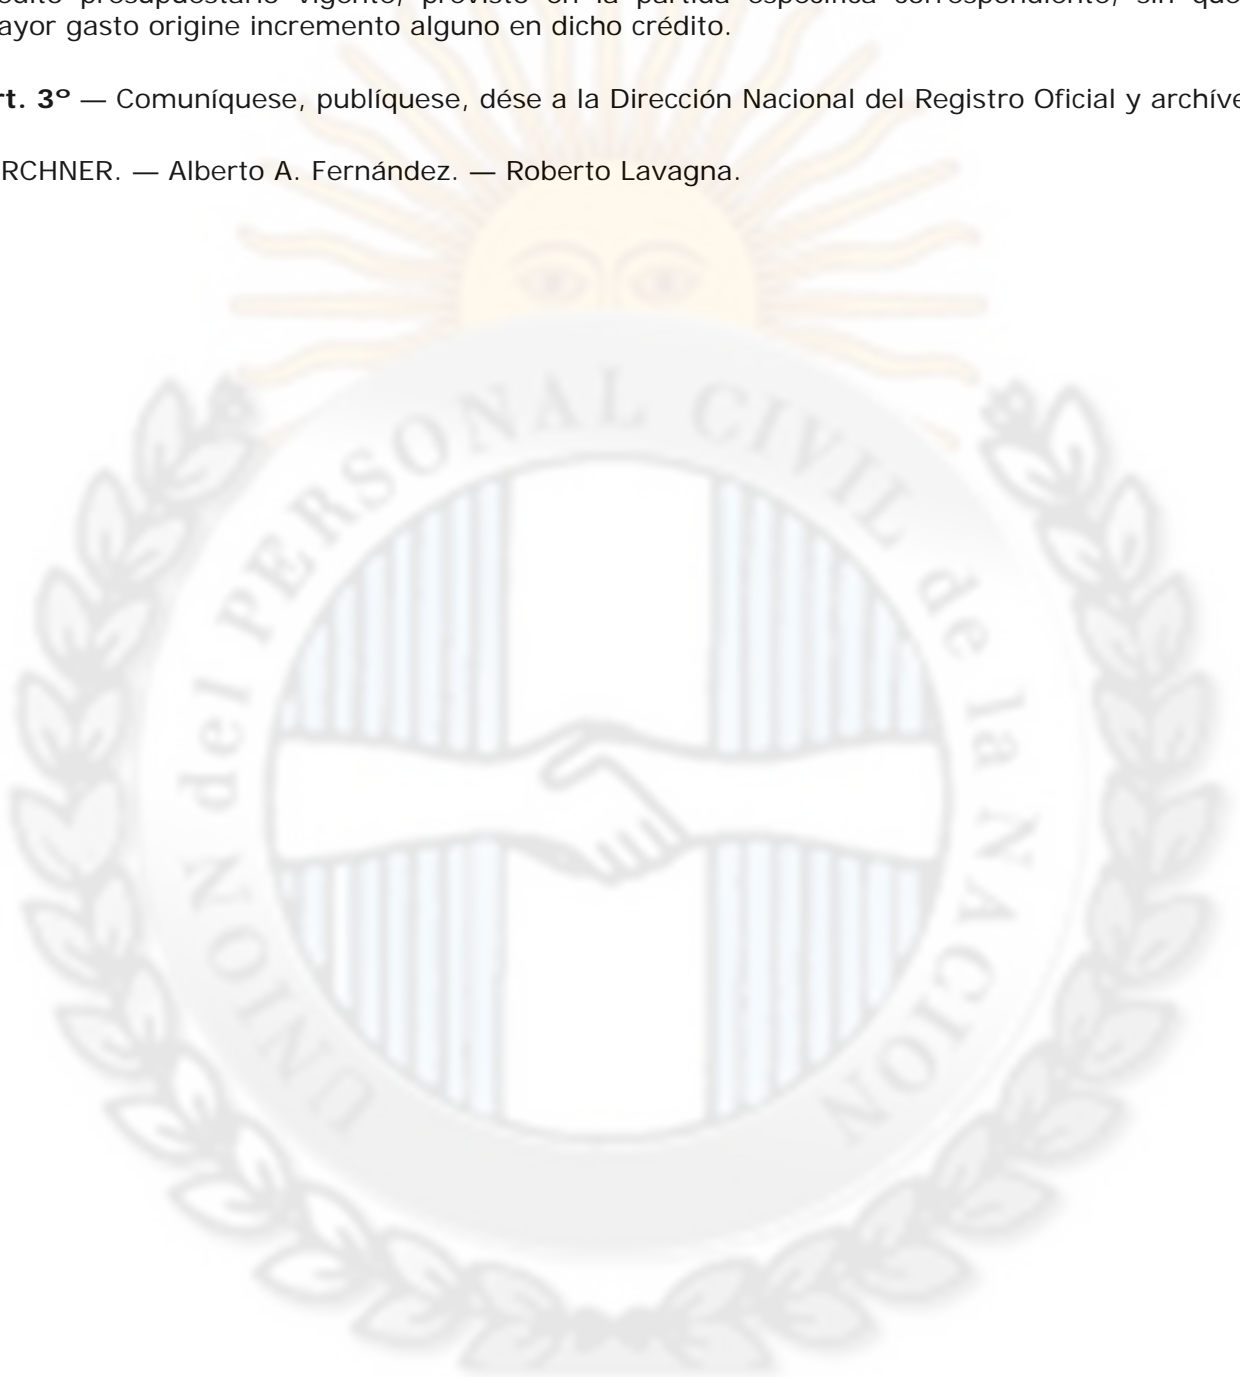 édito presupuestario vigente, previsto en la partida específica correspondiente, sin que
ayor gasto origine incremento alguno en dicho crédito.
rt. 3º — Comuníquese, publíquese, dése a la Dirección Nacional del Registro Oficial y archíve
RCHNER. — Alberto A. Fernández. — Roberto Lavagna.
UNION del PERSONAL CIVIL de la NACION